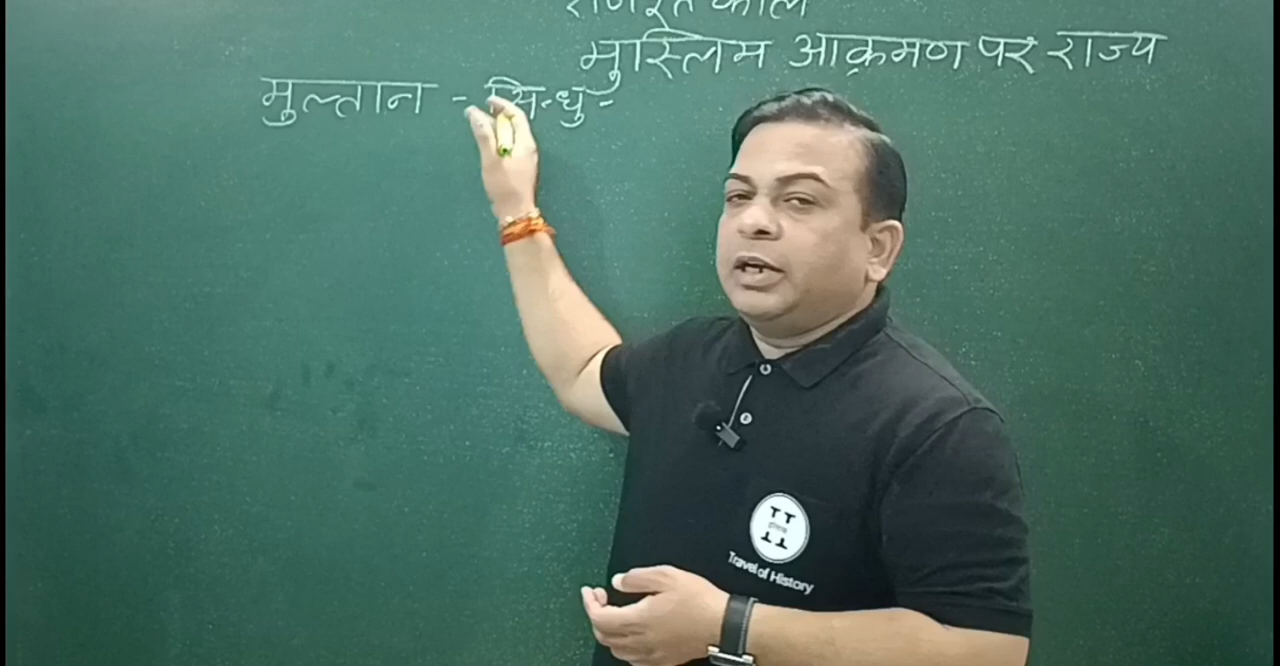 मुस्लिम आक्रमण पर राज्य
मुल्तान - सिन्धु -
Travel of History